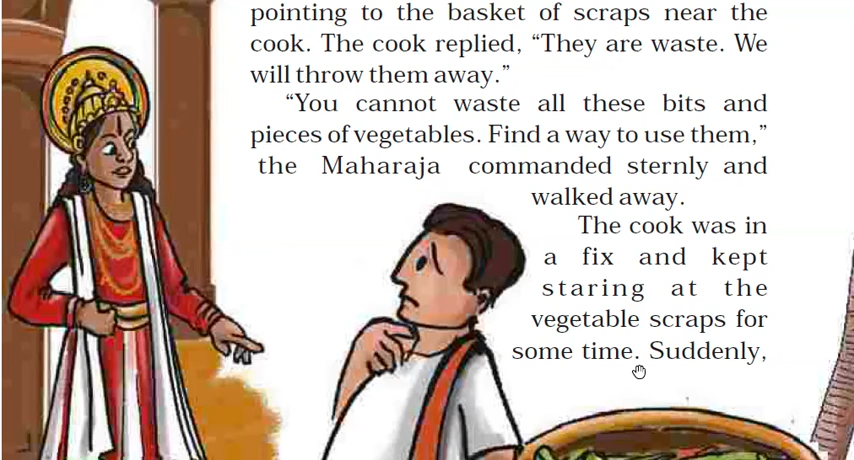 pointing to the basket of scraps near the
cook. The cook replied, “They are waste. We
will throw them away.”
“You cannot waste all these bits and
pieces of vegetables. Find a way to use them,”
the Maharaja commanded sternly and
walked away.
The cook was in
a fix and kept
staring at the
vegetable scraps for
some time. Suddenly,